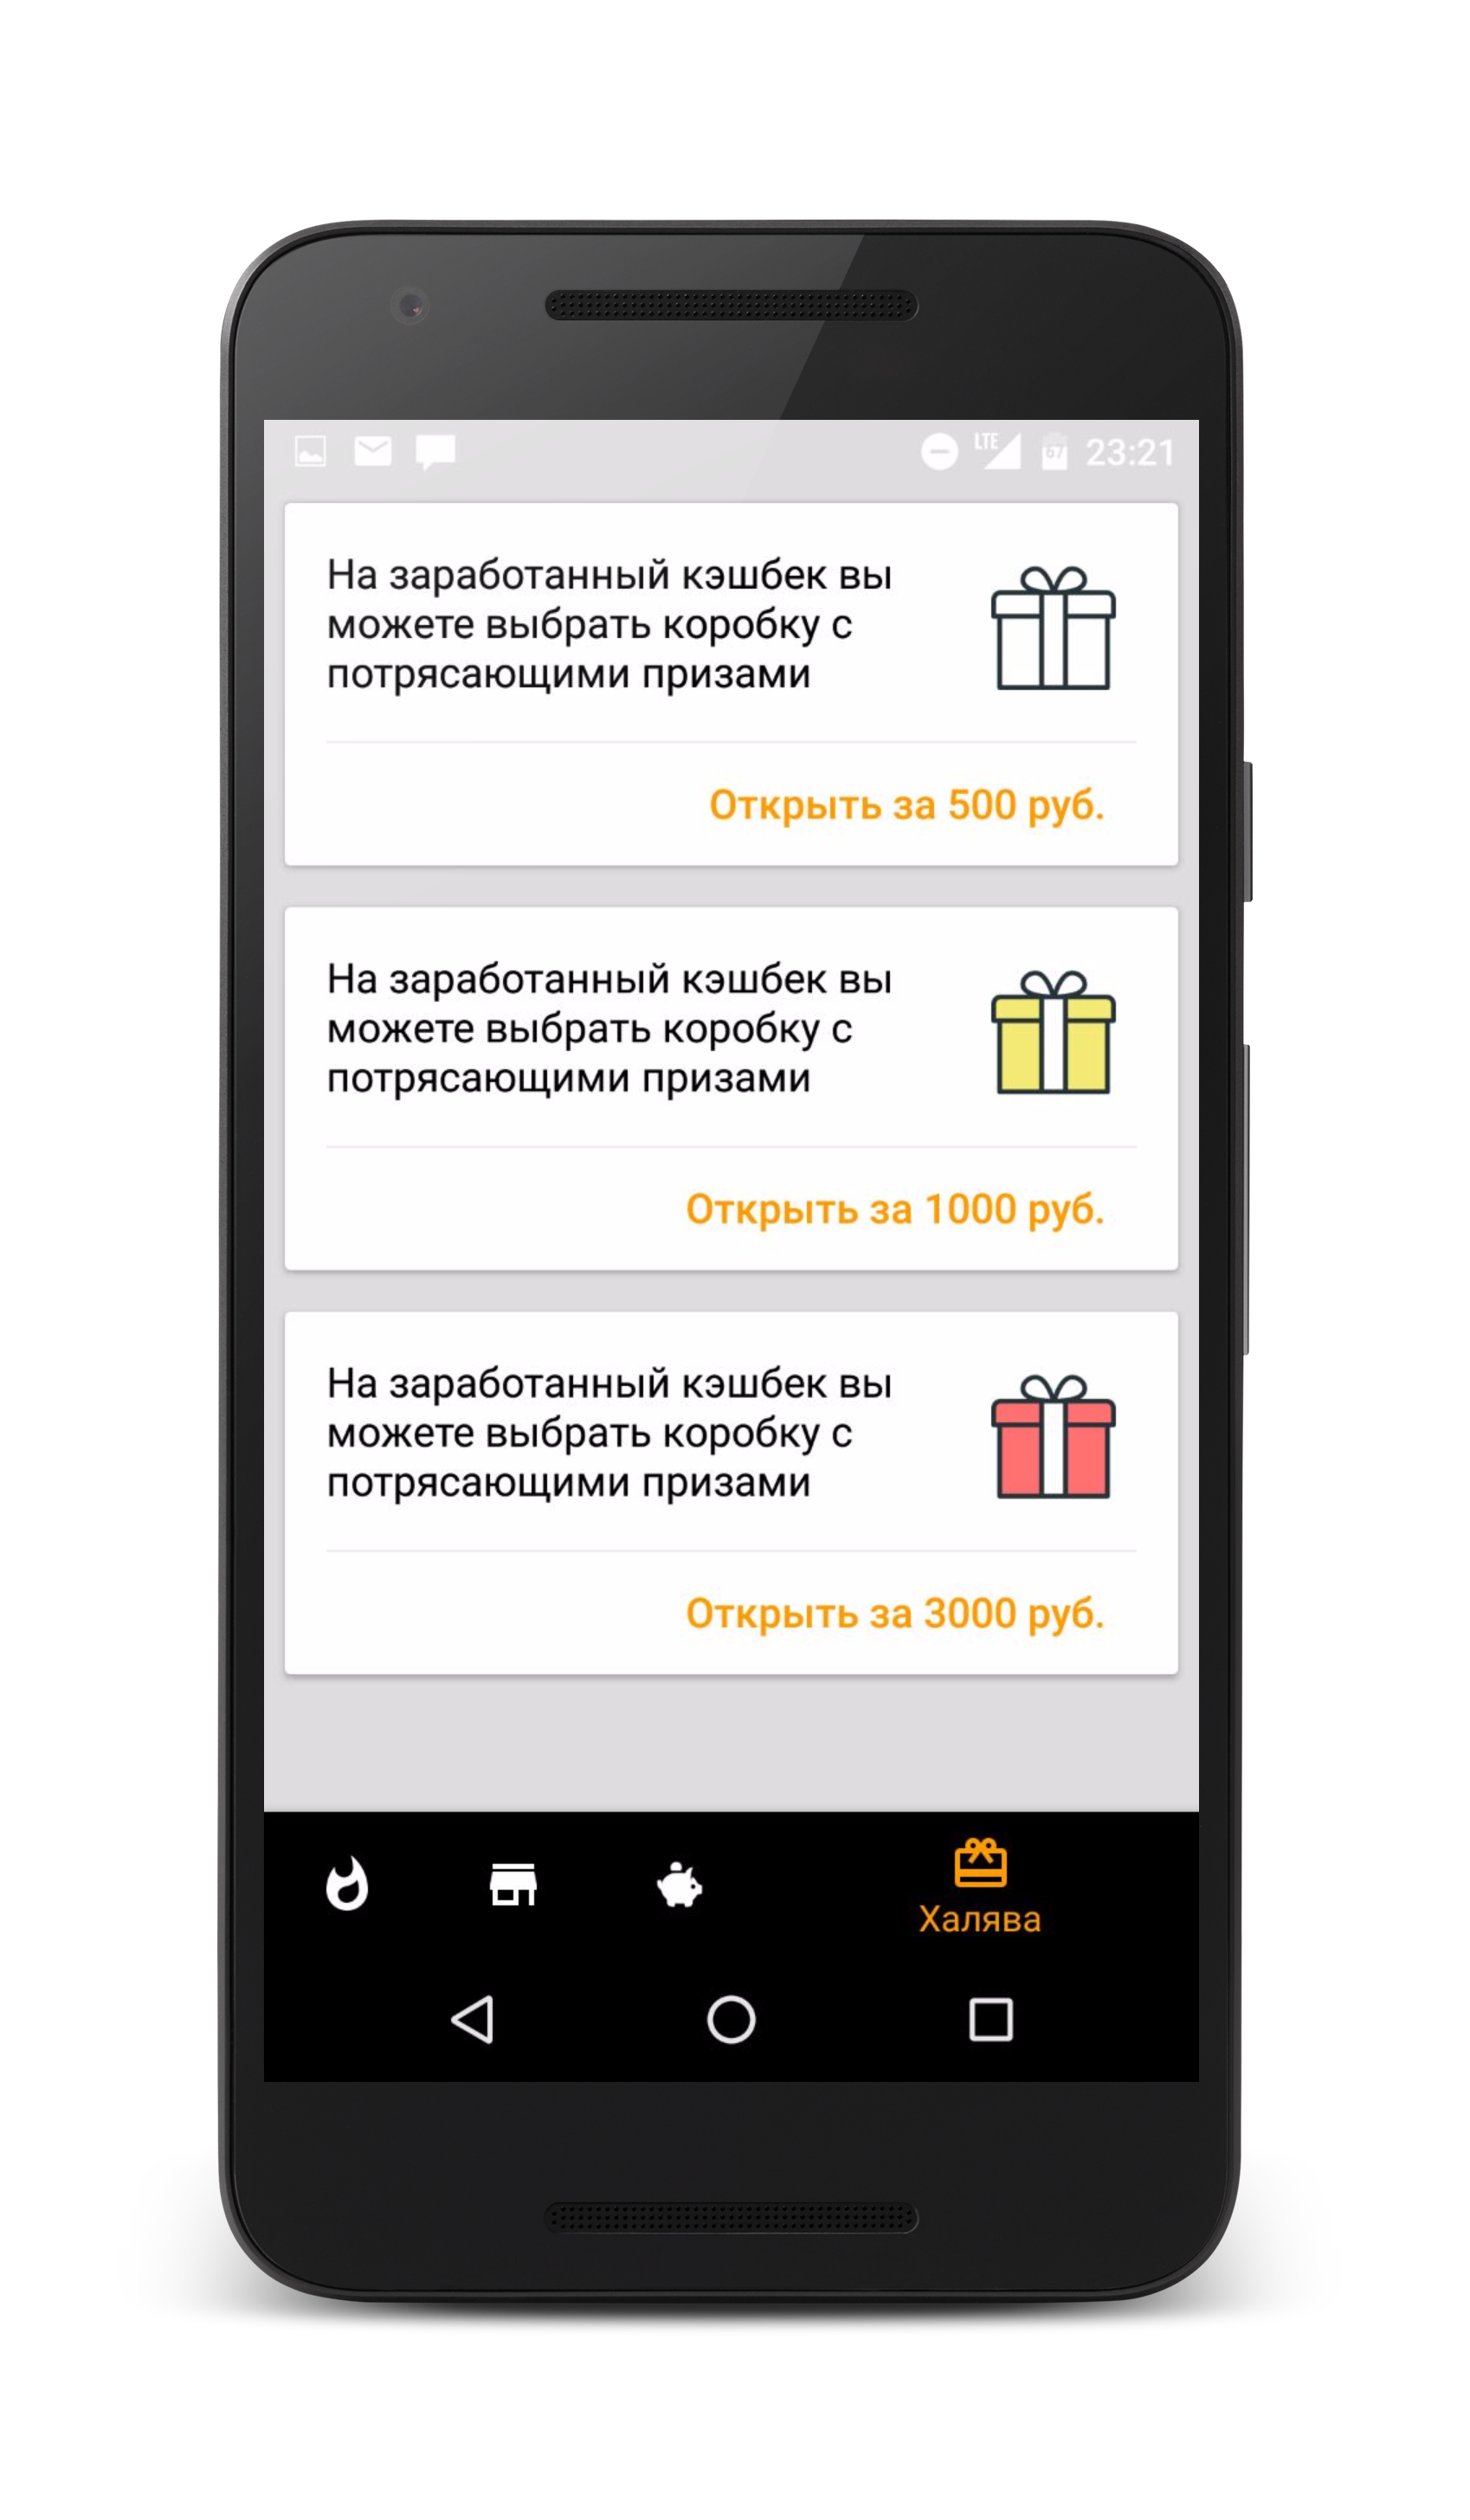 LTE 67 23:21
На заработанный кэшбек вы
можете выбрать коробку с
потрясающими призами
Открыть за 500 руб.
На заработанный кэшбек вы
можете выбрать коробку с
потрясающими призами
Открыть за 1000 руб.
На заработанный кэшбек вы
можете выбрать коробку с
потрясающими призами
Открыть за 3000 руб.
Халява